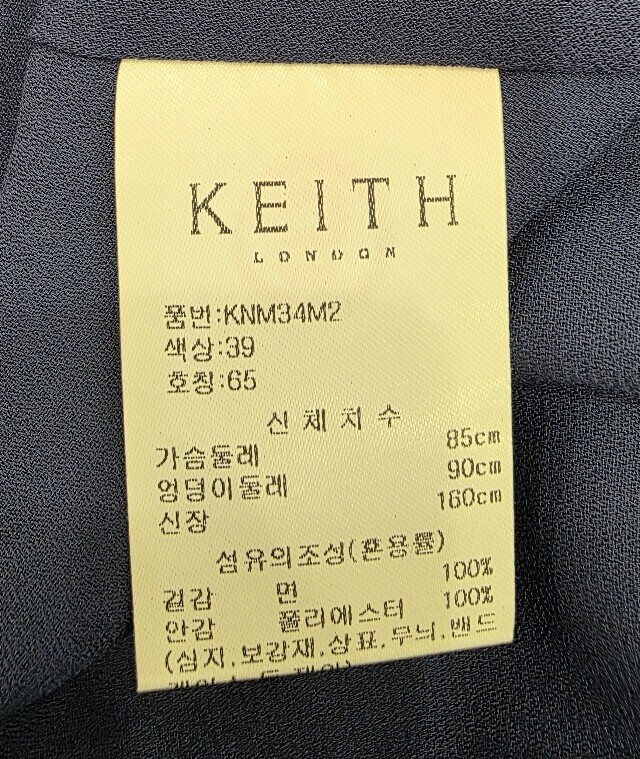 KEITH
LONDON
품번:KNM34M2
색상:39
호칭:65
신체치수
가슴둘레 85cm
엉덩이둘레 90cm
신장 160cm
섬유의조성(혼용률)
겉감 면 100%
안감 폴리에스터 100%
(심지,보강재,상표,무늬,밴드